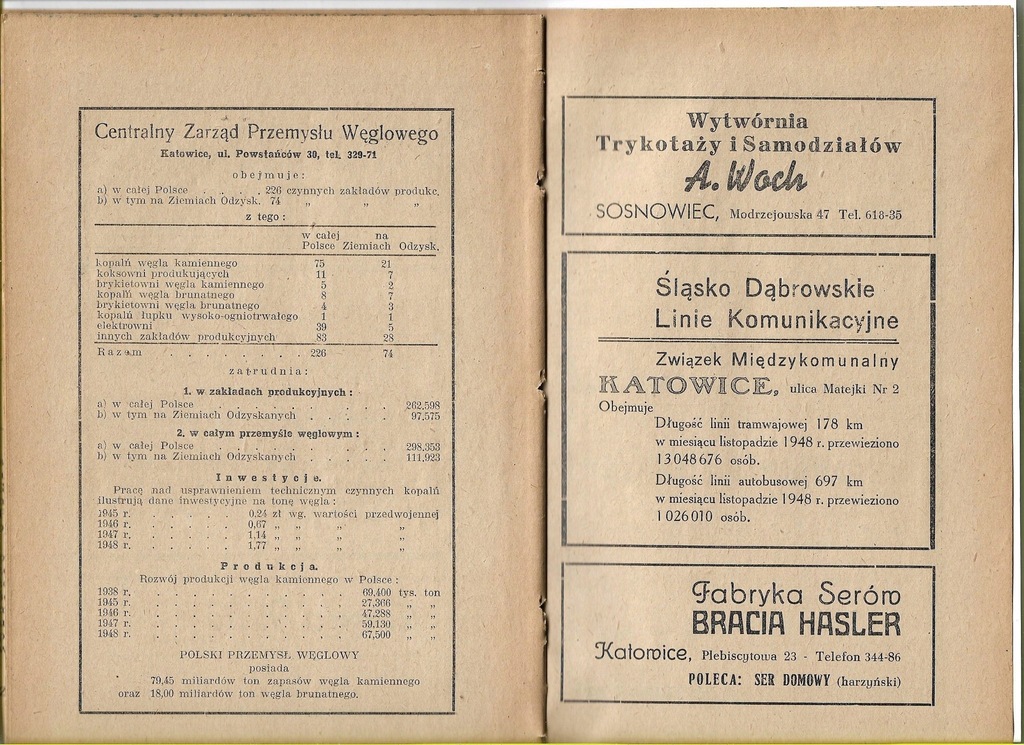 Centralny Zarząd Przemysłu Węglowego
Katowice, ul. Powstańców 30, tel. 329-71
obejmuje:
a) w całej Polsce . . . . 226 czynnych zakładów produkc.
b) w tym na Ziemiach Odzysk. 74 „ „ „
z tego :
w całej na
Polsce Ziemiach Odzysk.
kopalń węgla kamiennego 75 21
koksowni produkujących 11 7
brykietowni węgla kamiennego 5 2
kopalń węgla brunatnego 8 7
brykietowni węgla brunatnego 4 3
kopalń łupku wysoko-ogniotrwałego 1 1
elektrowni 39 5
innych zakładów produkcyjnych 83 28
Razem . . . . . . . . 226 74
zatrudnia:
1. w zakładach produkcyjnych :
a) w całej Polsce . . . . . . . . . 262,598
b) w tym na Ziemiach Odzyskanych . . . . . 97,575
2. w całym przemyśle węglowym :
a) w całej Polsce . . . . . . . . . 298,353
b) w tym na Ziemiach Odzyskanych . . . . . 111,923
Inwestycje.
Pracę nad usprawnieniem technicznym czynnych kopalń
ilustrują dane inwestycyjne na tonę węgla :
1945 r. . . . . . 0.24 zł wg. wartości przedwojennej
1946 r. . . . . . 0,67 „ „ „ „
1947 r. . . . . . 1,14 „ „ „ „
1948 r. . . . . . 1,77 „ „ „ „
Produkcja.
Rozwój produkcji węgla kamiennego w Polsce :
1938 r. . . . . . . . . . . . 69.400 tys. ton
1945 r. . . . . . . . . . . . 27,366 „ „
1946 r. . . . . . . . . . . . 47.288 „ „
1947 r. . . . . . . . . . . . 59,130 „ „
1948 r. . . . . . . . . . . . 67,500 „ „
POLSKI PRZEMYSŁ WĘGLOWY
posiada
79,45 miliardów ton zapasów węgla kamiennego
oraz 18,00 miliardów ton węgla brunatnego.
Wytwórnia
Trykotaży i Samodziałów
A. Woch
SOSNOWIEC, Modrzejowska 47 Tel. 618-35
Śląsko Dąbrowskie
Linie Komunikacyjne
Związek Międzykomunalny
KATOWICE, ulica Matejki Nr 2
Obejmuje
Długość linii tramwajowej 178 km
w miesiącu listopadzie 1948 r. przewieziono
13 048 676 osób.
Długość linii autobusowej 697 km
w miesiącu listopadzie 1948 r. przewieziono
1 026 010 osób.
Fabryka Serów
BRACIA HASLER
Katowice, Plebiscytowa 23 - Telefon 344-86
POLECA: SER DOMOWY (harzyński)